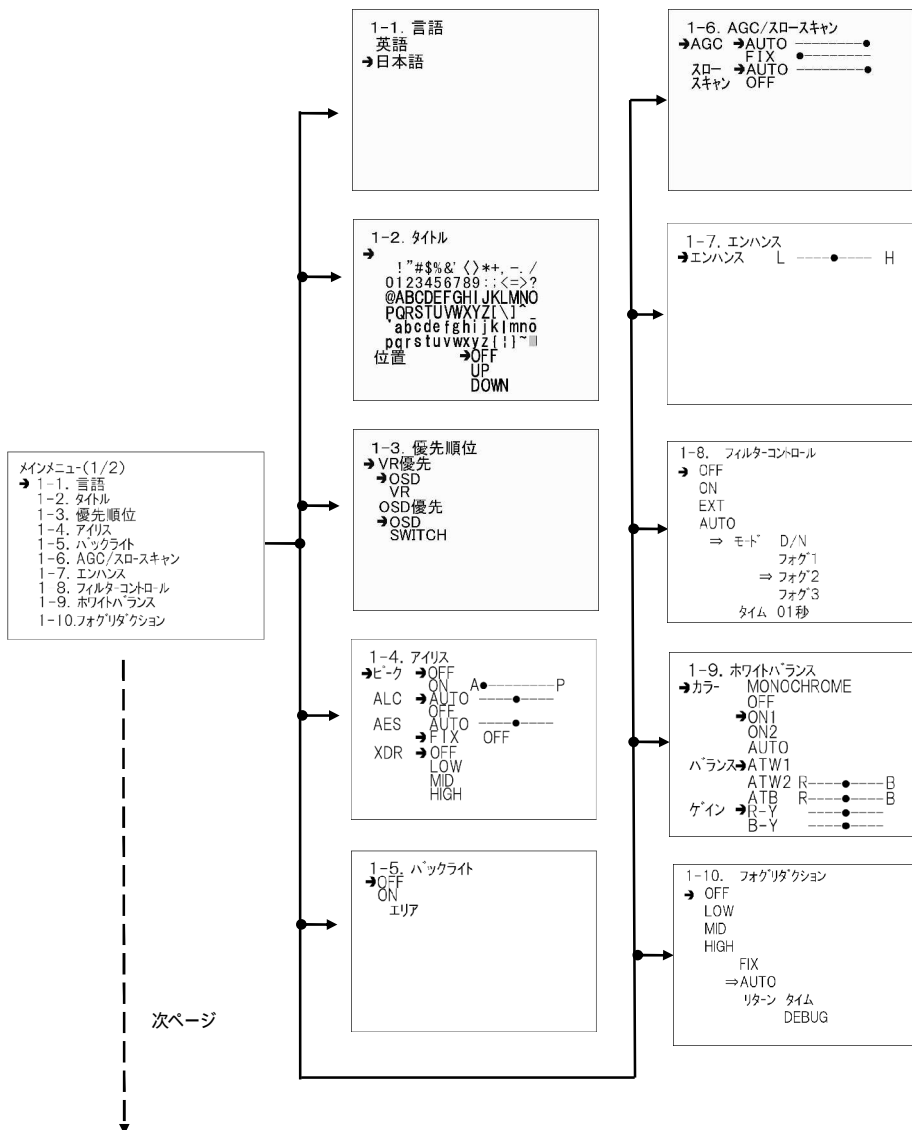 メインメニュー(1/2)
➔ 1-1. 言語
1-2. タイトル
1-3. 優先順位
1-4. アイリス
1-5. バックライト
1-6. AGC/スロースキャン
1-7. エンハンス
1 8. フィルターコントロール
1-9. ホワイトバランス
1-10.フォグリダクション
次ページ
1-1. 言語
英語
➔日本語
1-2. タイトル
➔
!"#$%&'()*+,-./
0123456789:;<=>?
@ABCDEFGHIJKLMNO
PQRSTUVWXYZ[\]^_
`abcdefghijklmno
pqrstuvwxyz{¦}~
位置 ➔OFF
UP
DOWN
1-3. 優先順位
➔VR優先
➔OSD
VR
OSD優先
➔OSD
SWITCH
1-4. アイリス
➔ピーク ➔OFF
ON A●--------P
ALC ➔AUTO ----●----
OFF
AES AUTO ----●----
➔FIX OFF
XDR ➔OFF
LOW
MID
HIGH
1-5. バックライト
➔OFF
ON
エリア
1-6. AGC/スロースキャン
➔AGC ➔AUTO --------●
FIX ●--------
スロー ➔AUTO --------●
スキャン OFF
1-7. エンハンス
➔エンハンス L ----●---- H
1-8. フィルターコントロール
➔ OFF
ON
EXT
AUTO
⇒ モード D/N
フォグ1
⇒ フォグ2
フォグ3
タイム 01秒
1-9. ホワイトバランス
➔カラー MONOCHROME
OFF
➔ON1
ON2
AUTO
バランス➔ATW1
ATW2 R----●----B
ATB R----●----B
ゲイン ➔R-Y ----●----
B-Y ----●----
1-10. フォグリダクション
➔ OFF
LOW
MID
HIGH
FIX
⇒AUTO
リターン タイム
DEBUG